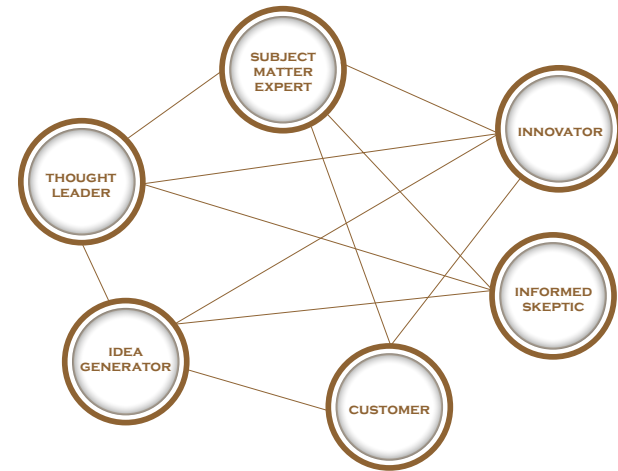 SUBJECT
MATTER
EXPERT
INNOVATOR
THOUGHT
LEADER
INFORMED
SKEPTIC
IDEA
GENERATOR
CUSTOMER